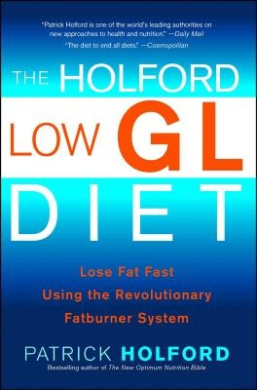 "Patrick Holford is one of the world's leading authorities on
new approaches to health and nutrition." —Daily Mail
"The diet to end all diets." —Cosmopolitan
THE HOLFORD
LOW GL
DIET
Lose Fat Fast
Using the Revolutionary
Fatburner System
PATRICK HOLFORD
Bestselling author of The New Optimum Nutrition Bible